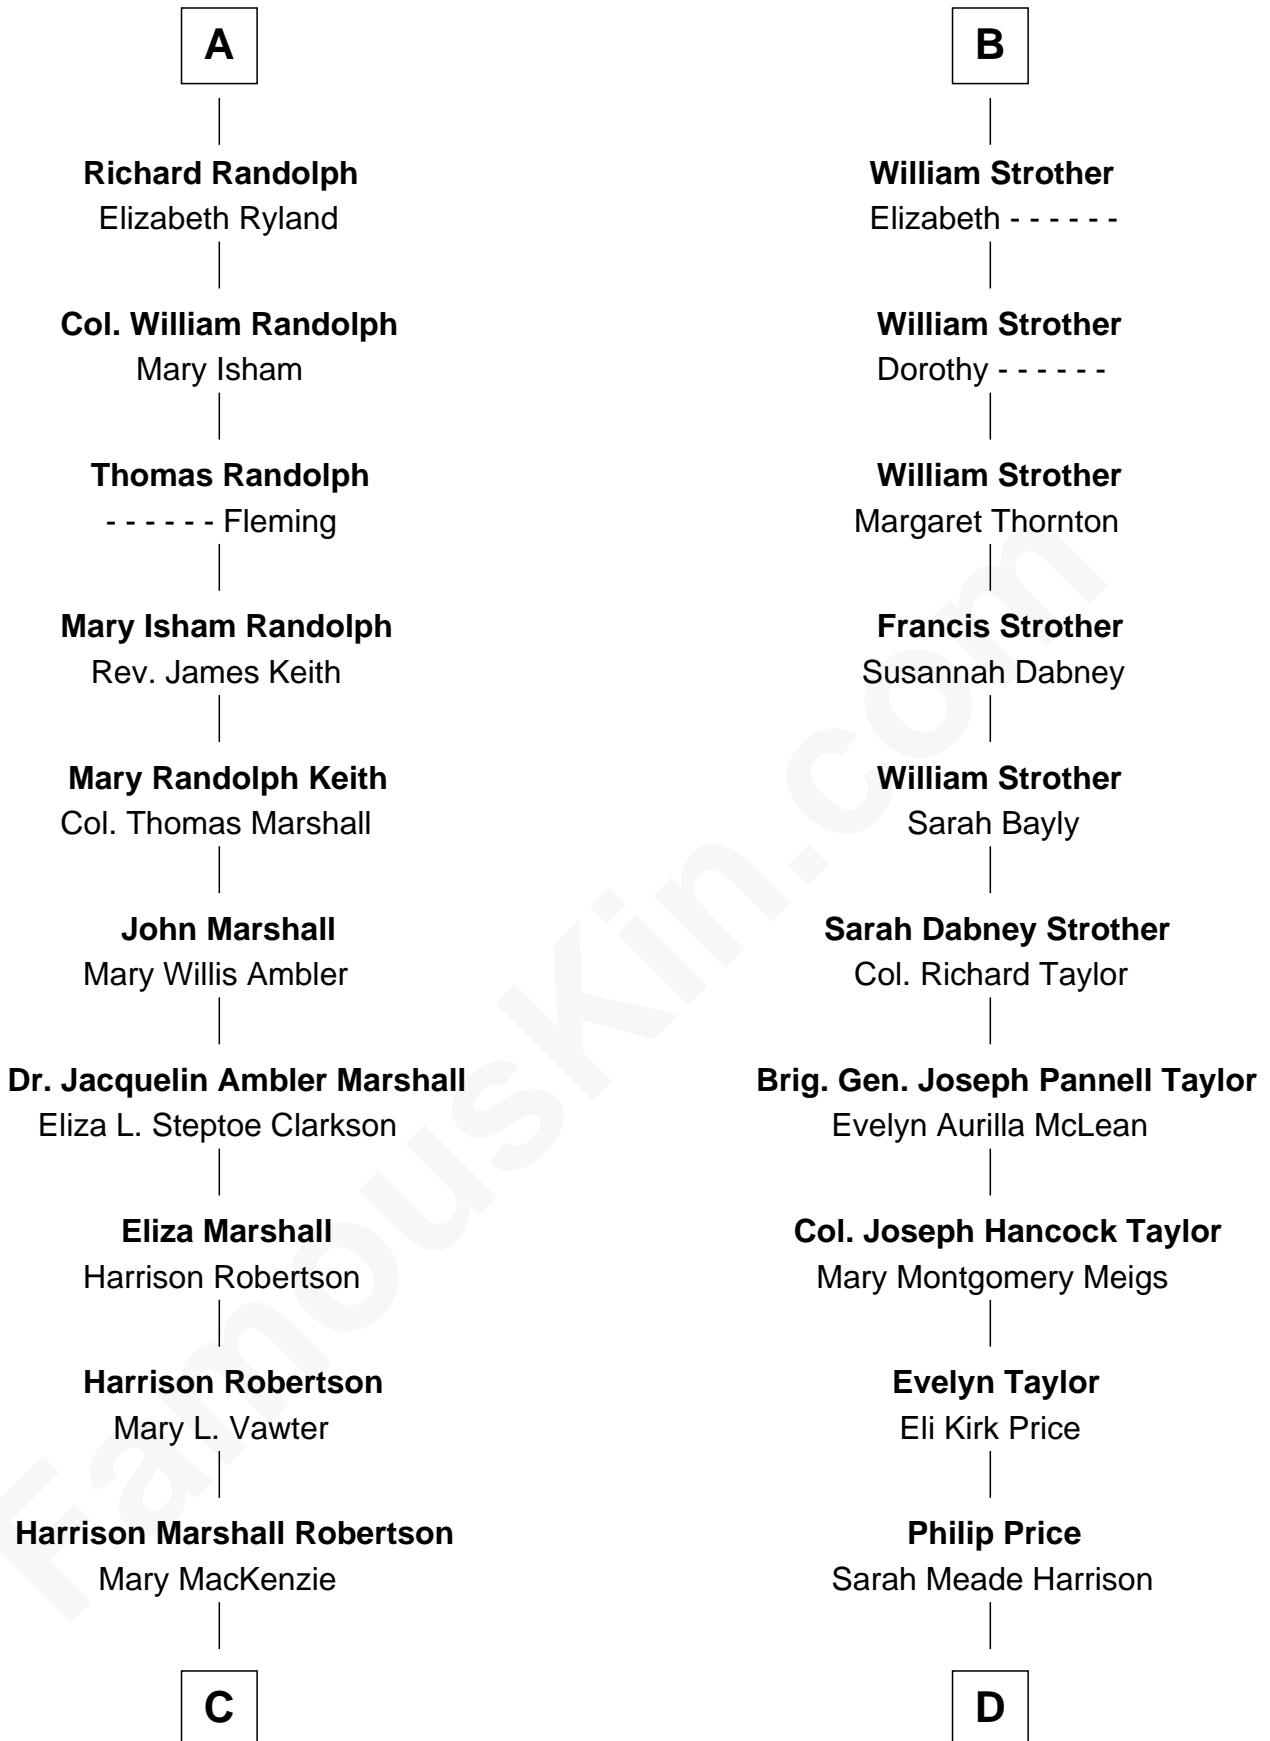 A
Richard Randolph
Elizabeth Ryland
Col. William Randolph
Mary Isham
Thomas Randolph
- - - - - - Fleming
Mary Isham Randolph
Rev. James Keith
Mary Randolph Keith
Col. Thomas Marshall
John Marshall
Mary Willis Ambler
Dr. Jacquelin Ambler Marshall
Eliza L. Steptoe Clarkson
Eliza Marshall
Harrison Robertson
Harrison Robertson
Mary L. Vawter
Harrison Marshall Robertson
Mary MacKenzie
C
B
William Strother
Elizabeth - - - - - -
William Strother
Dorothy - - - - - -
William Strother
Margaret Thornton
Francis Strother
Susannah Dabney
William Strother
Sarah Bayly
Sarah Dabney Strother
Col. Richard Taylor
Brig. Gen. Joseph Pannell Taylor
Evelyn Aurilla McLean
Col. Joseph Hancock Taylor
Mary Montgomery Meigs
Evelyn Taylor
Eli Kirk Price
Philip Price
Sarah Meade Harrison
D
FamousKin.com